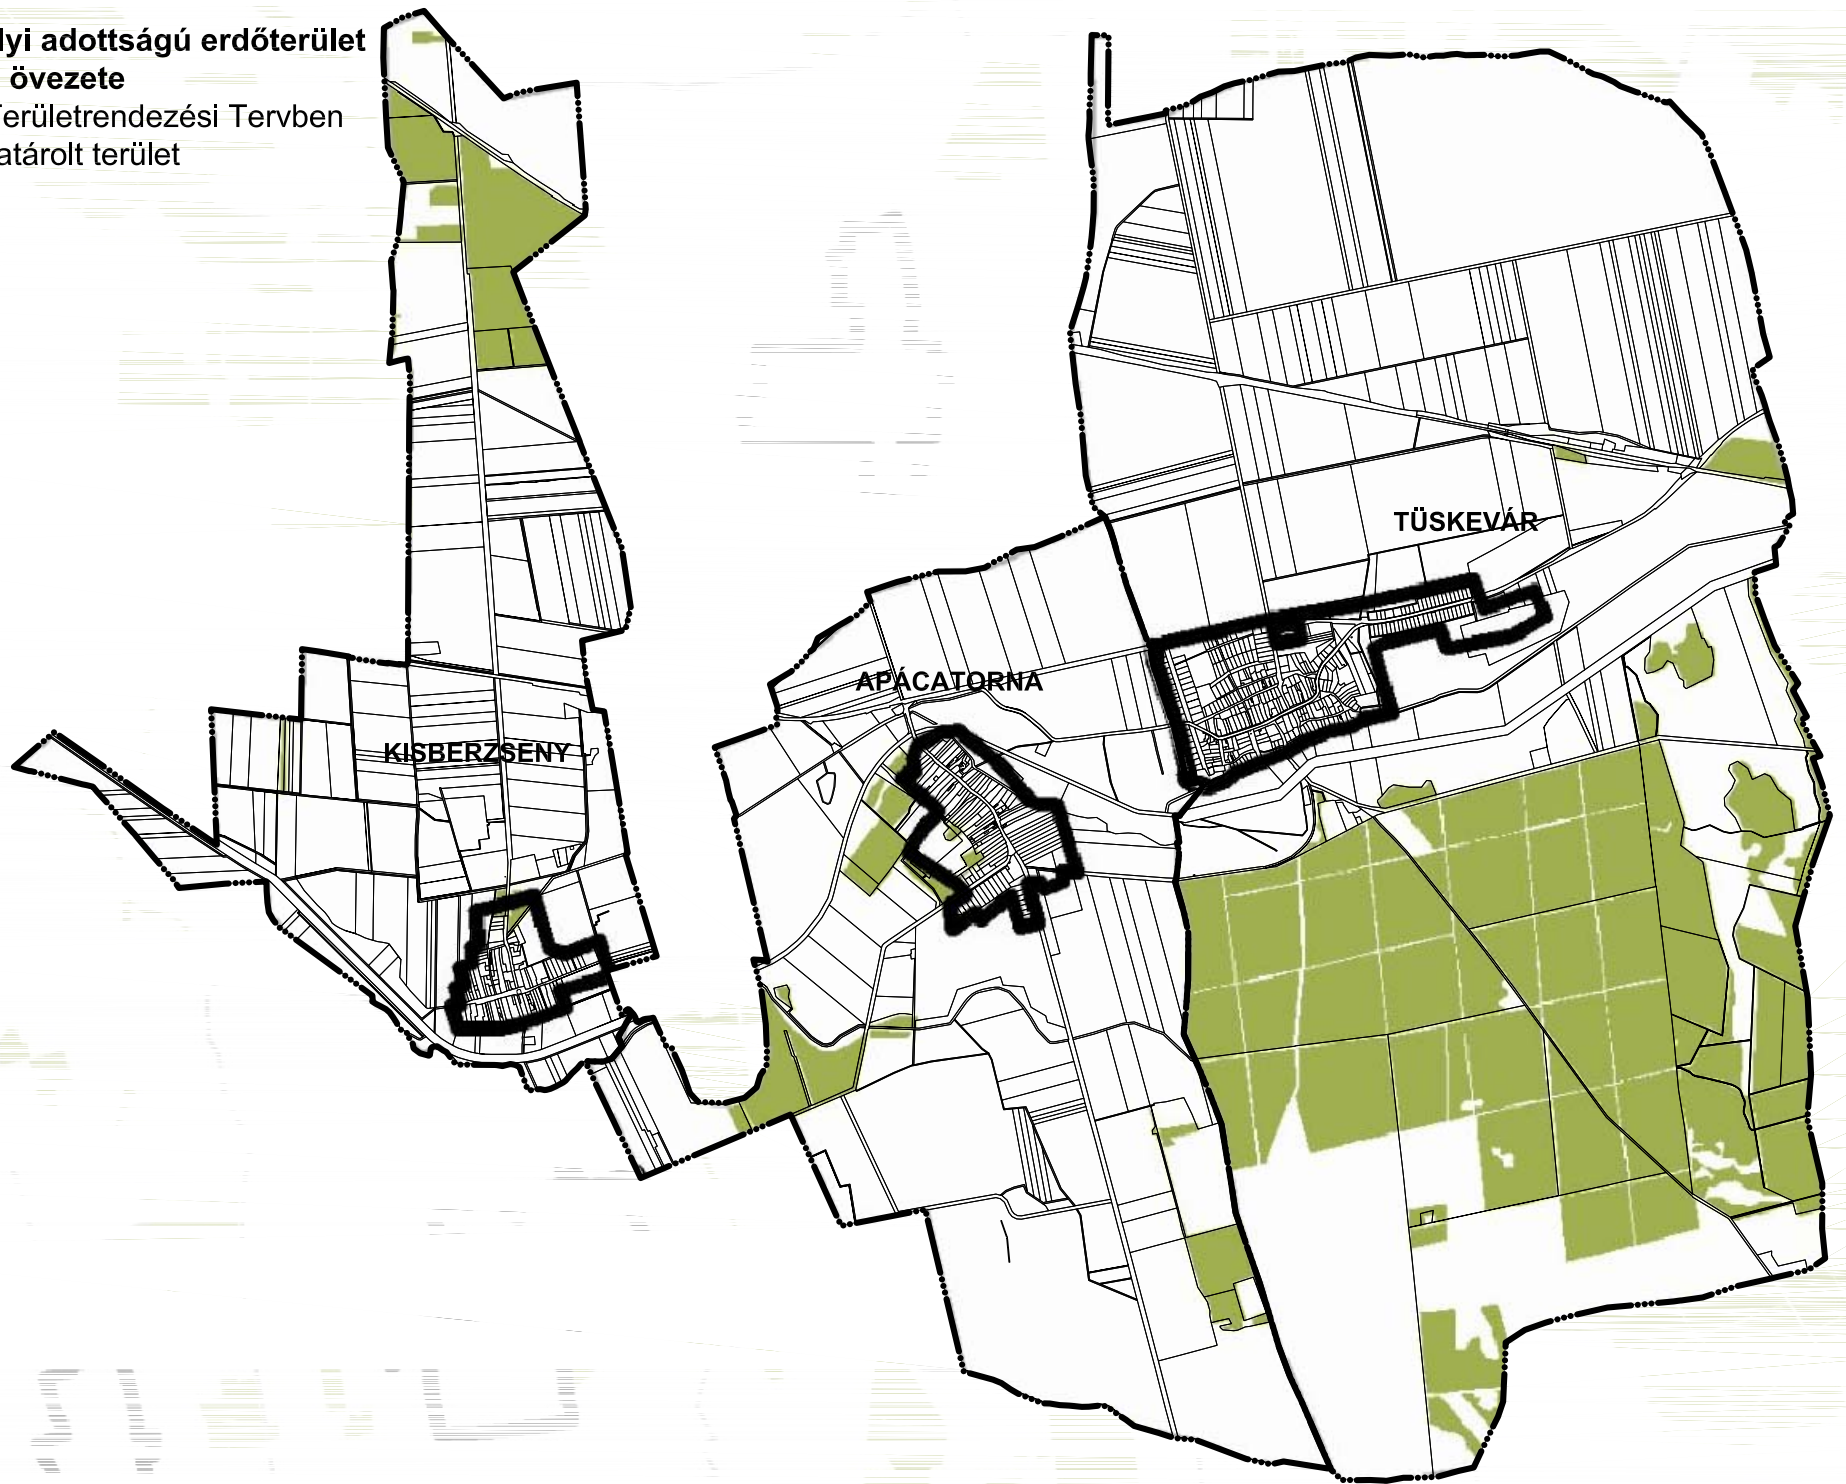 lyi adottságú erdőterület
övezete
Területrendezési Tervben
atárolt terület
TÜSKEVÁR
APÁCATORNA
KISBERZSENY